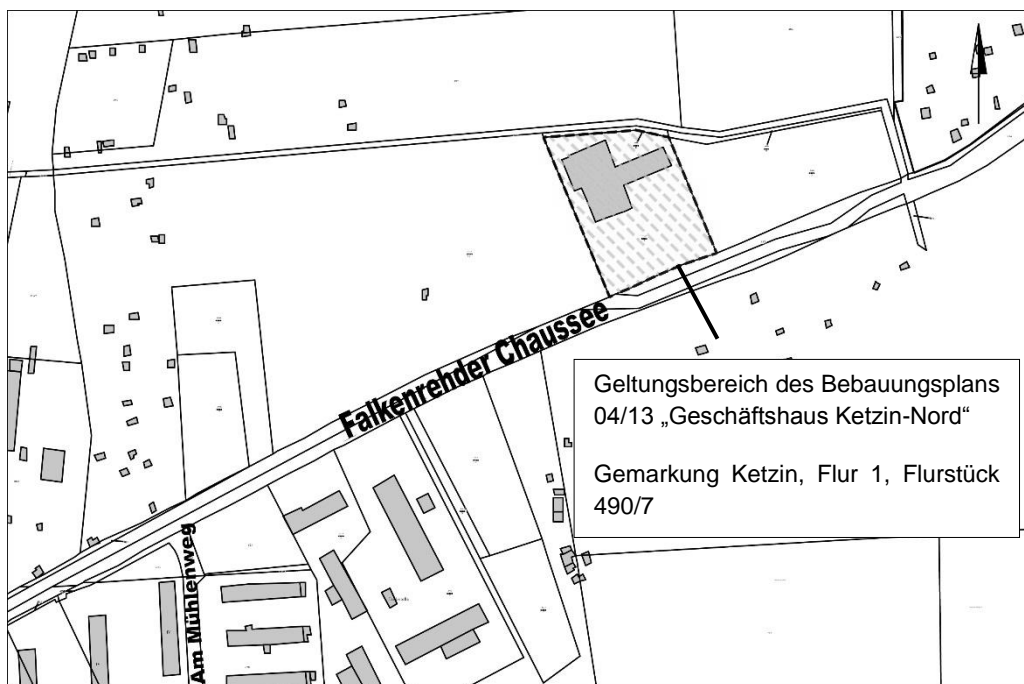 Falkenrehder Chaussee
Geltungsbereich des Bebauungsplans
04/13 „Geschäftshaus Ketzin-Nord“
Gemarkung Ketzin, Flur 1, Flurstück
490/7
Am Mühlenweg